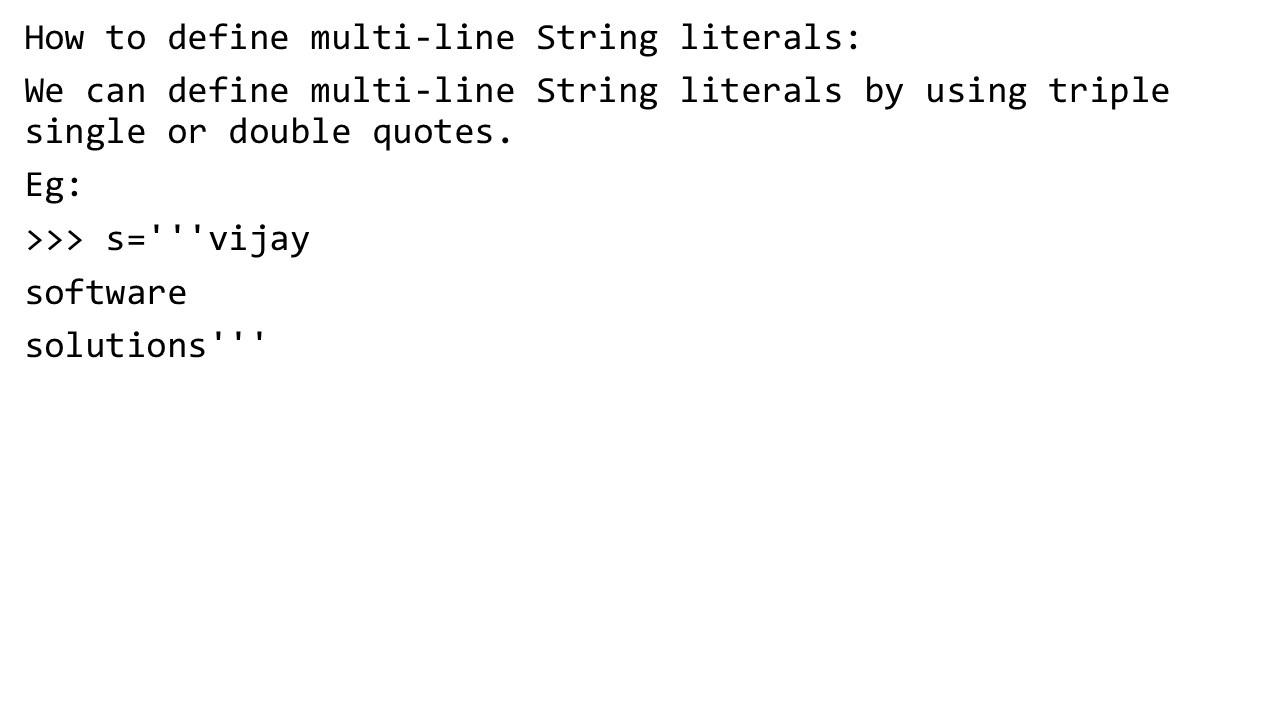 How to define multi-line String literals:
We can define multi-line String literals by using triple
single or double quotes.
Eg:
>>> s='''vijay
software
solutions'''